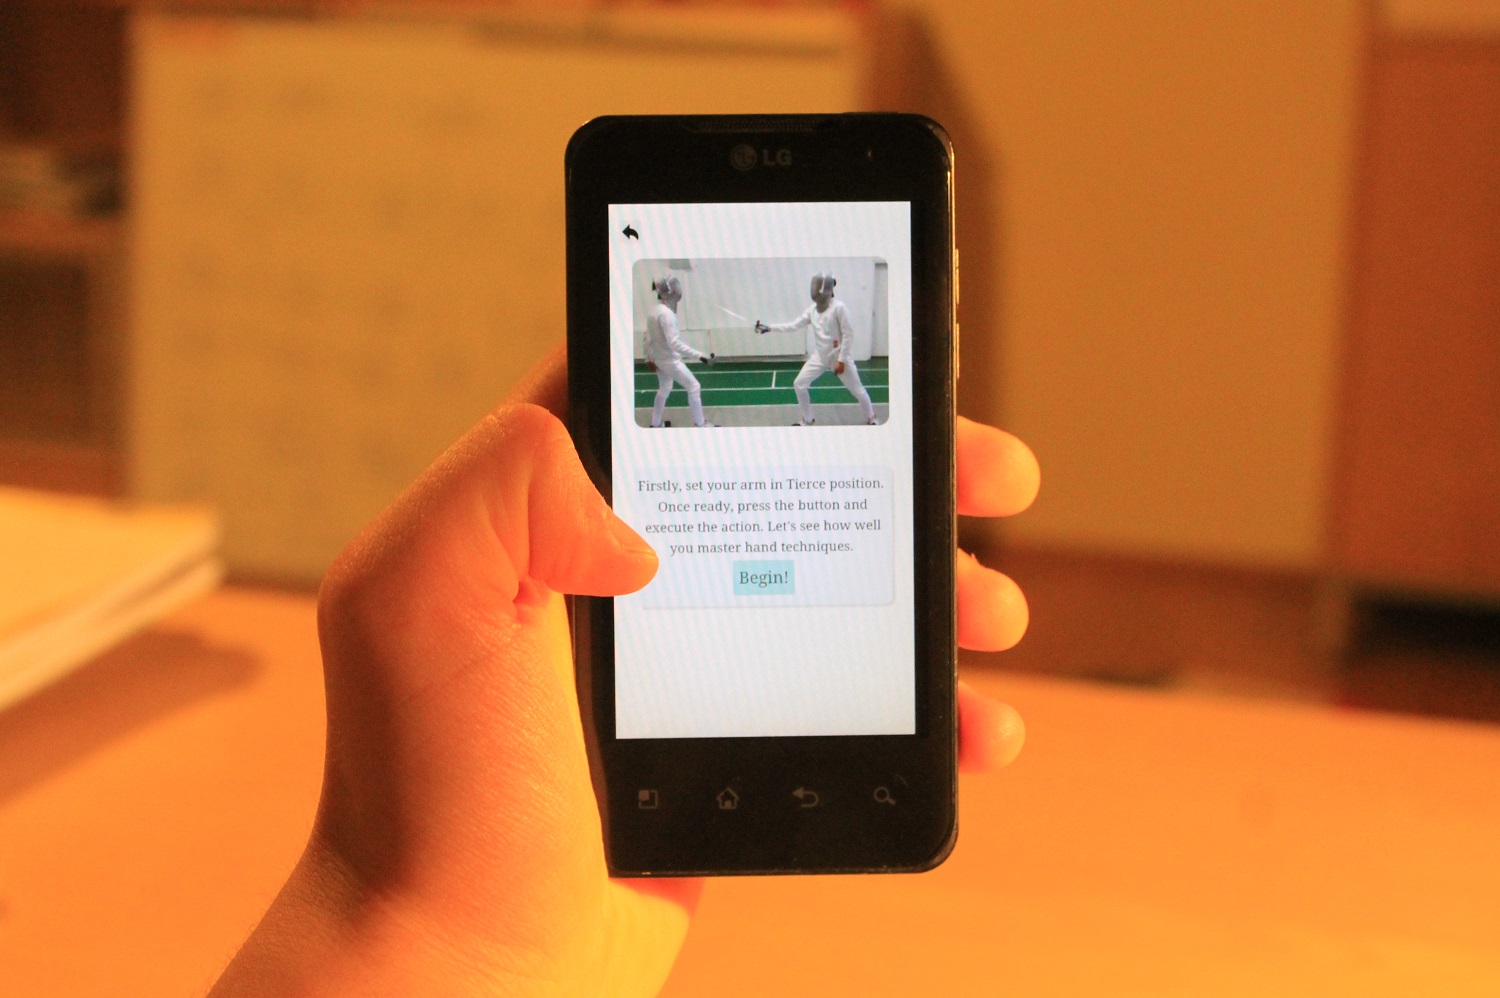 LG
Firstly, set your arm in Tierce position.
Once ready, press the button and
execute the action. Let's see how well
you master hand techniques.
Begin!